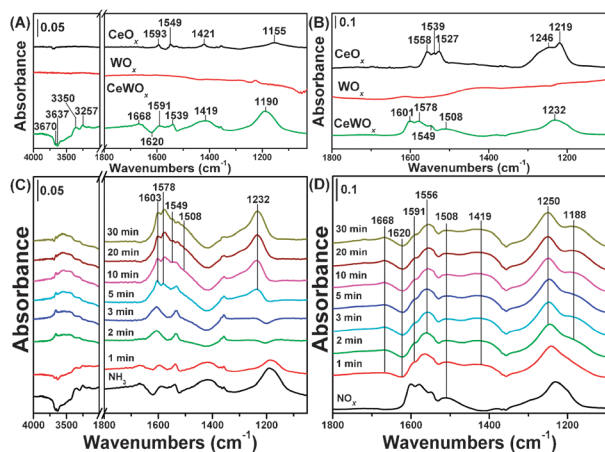 (A)
0.05
CeOₓ
1593
1549
1421
1155
WOₓ
CeWOₓ
3670
3637
3350
3257
1668
1620
1591
1539
1419
1190
4000 3500 1800 1600 1400 1200
Wavenumbers (cm⁻¹)
Absorbance
(B)
0.1
CeOₓ
1558
1539
1527
1246
1219
WOₓ
CeWOₓ
1601
1578
1549
1508
1232
1800 1600 1400 1200
Wavenumbers (cm⁻¹)
Absorbance
(C)
0.05
1603
1578
1549
1508
1232
30 min
20 min
10 min
5 min
3 min
2 min
1 min
NH₃
4000 3500 1800 1600 1400 1200
Wavenumbers (cm⁻¹)
Absorbance
(D)
0.1
1668
1620
1591
1556
1508
1419
1250
1188
30 min
20 min
10 min
5 min
3 min
2 min
1 min
NOₓ
1800 1600 1400 1200
Wavenumbers (cm⁻¹)
Absorbance